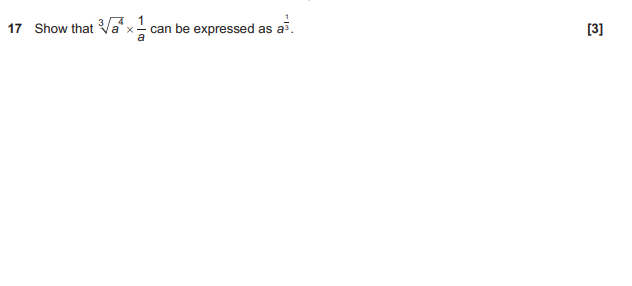 17 Show that ∛a⁴ × 1/a can be expressed as a^(1/3). [3]